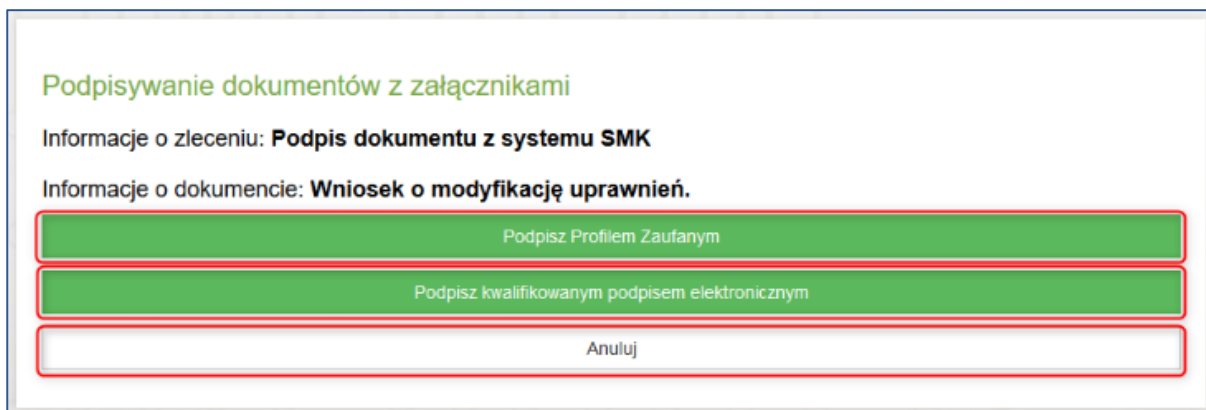 Podpisywanie dokumentów z załącznikami
Informacje o zleceniu: Podpis dokumentu z systemu SMK
Informacje o dokumencie: Wniosek o modyfikację uprawnień.
Podpisz Profilem Zaufanym
Podpisz kwalifikowanym podpisem elektronicznym
Anuluj